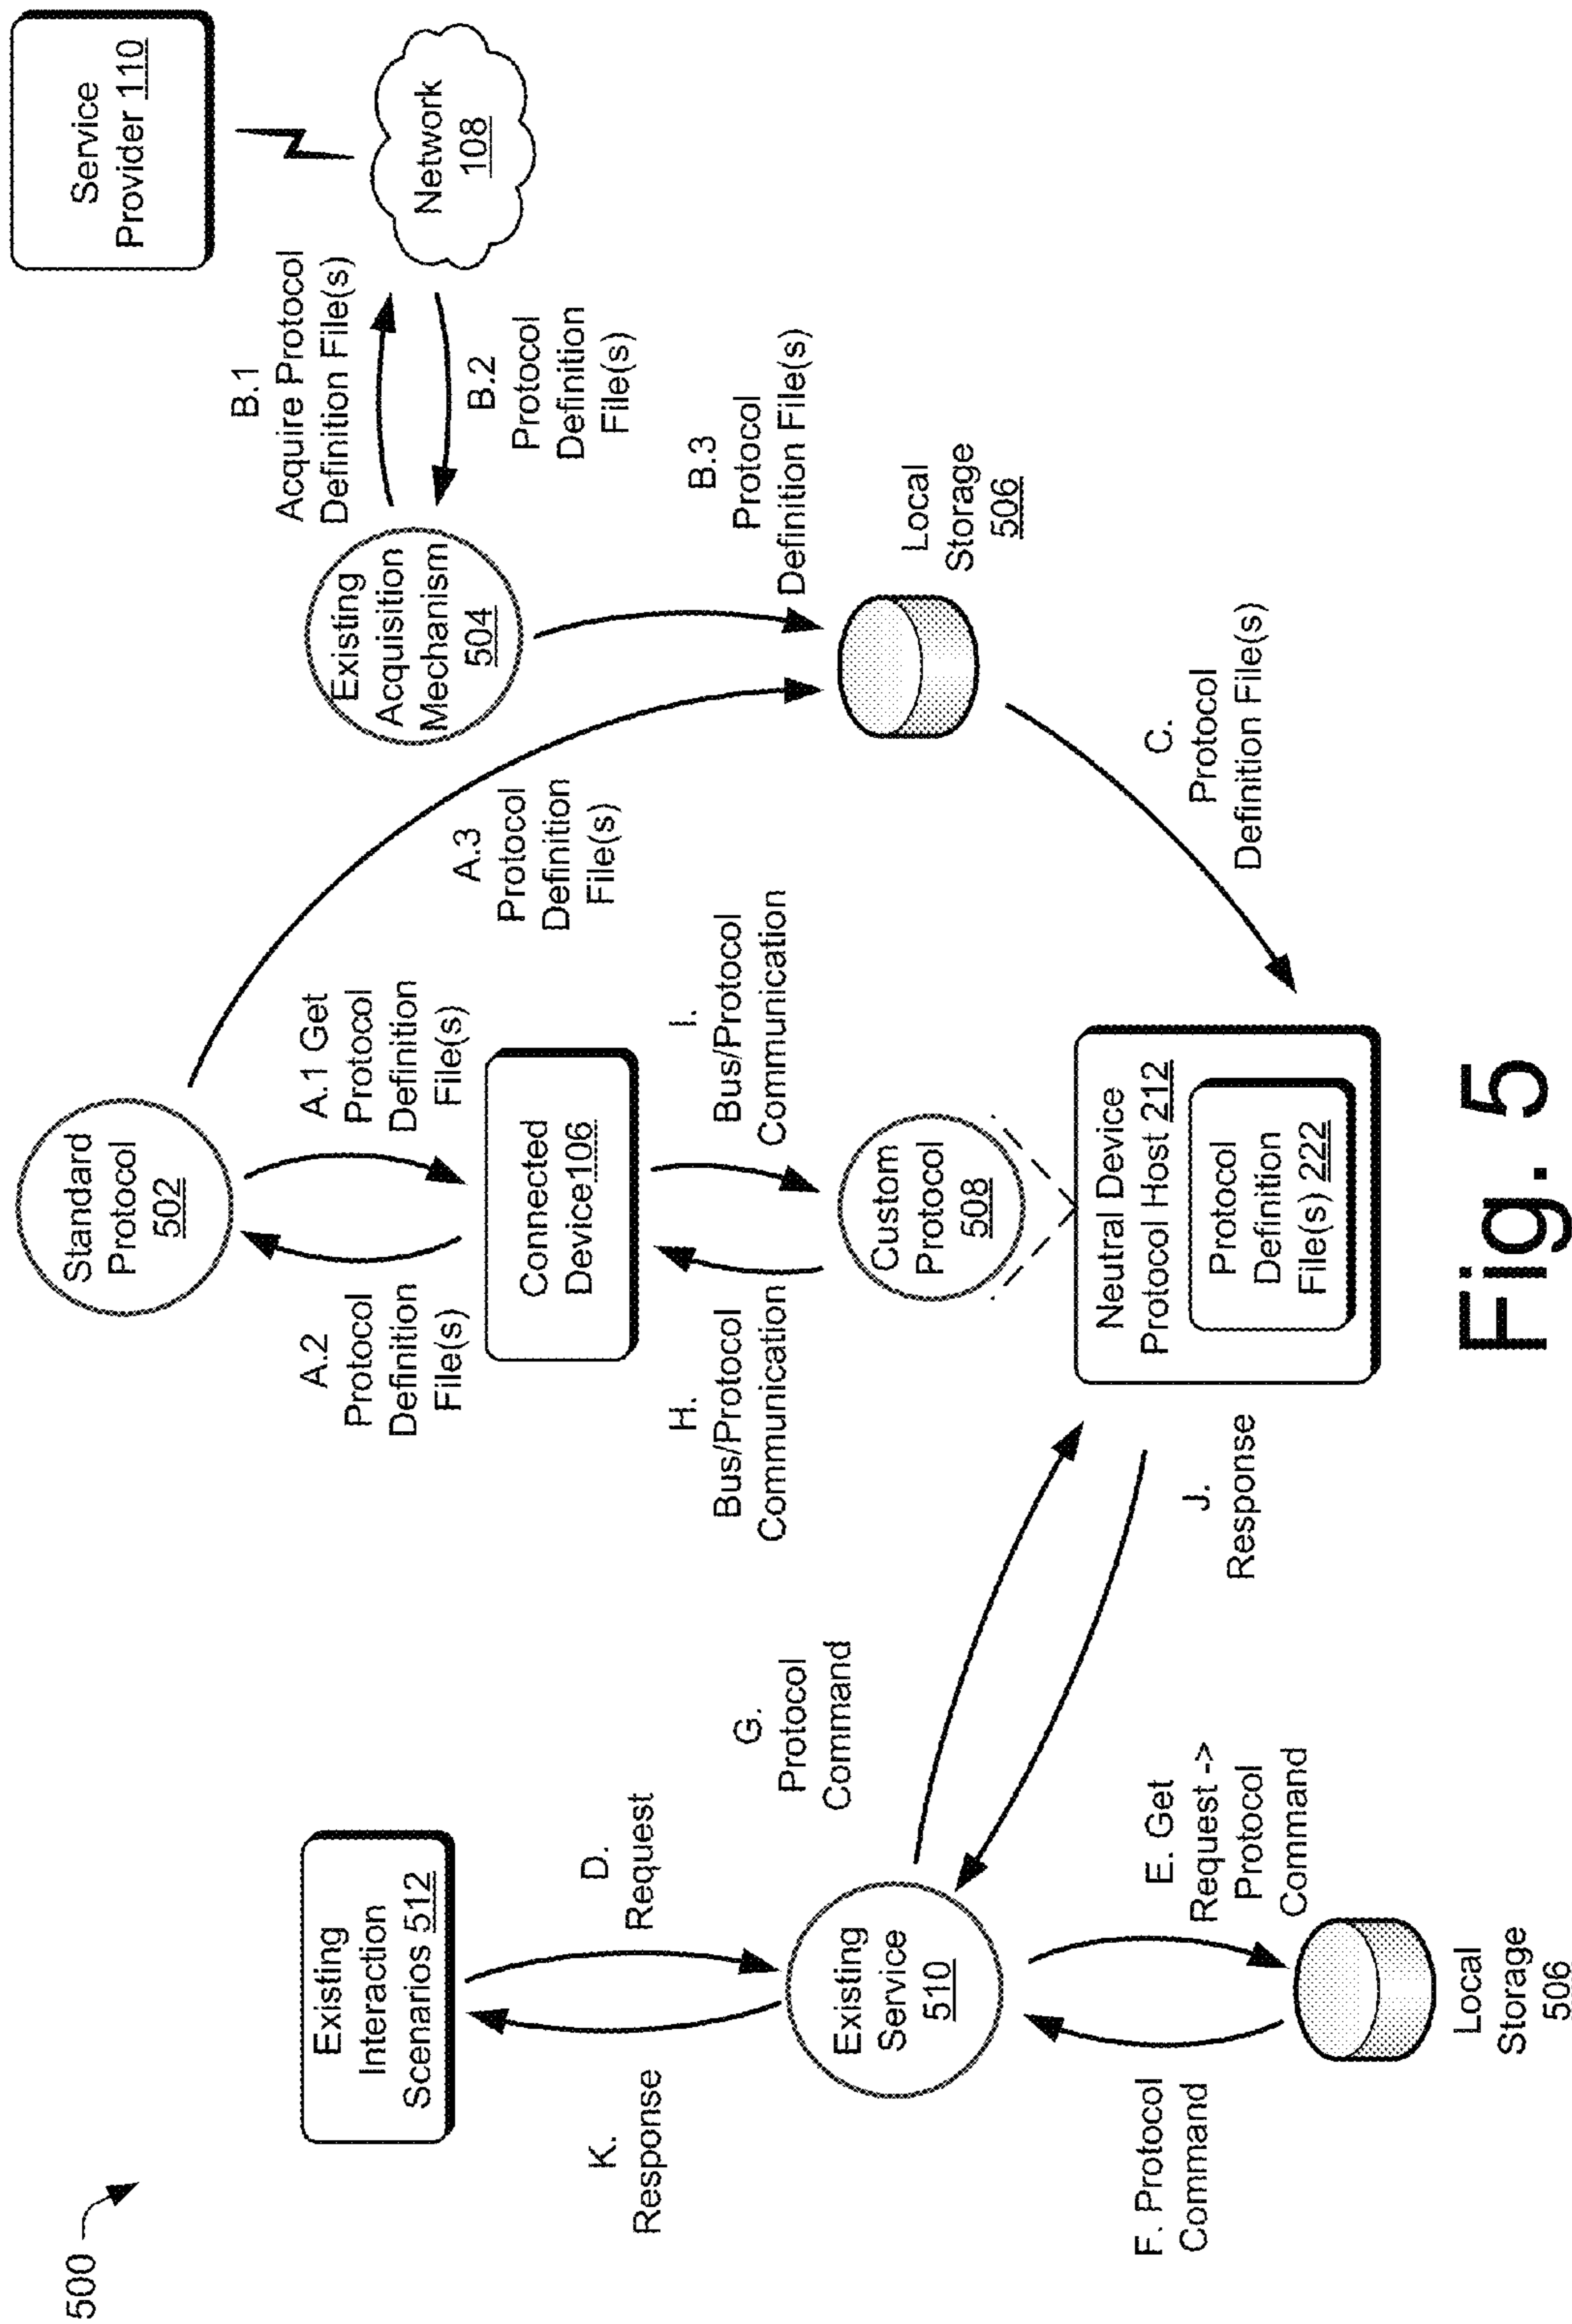 500
Existing
Interaction
Scenarios 512
K.
Response
D.
Request
Existing
Service
510
F. Protocol
Command
E. Get
Request ->
Protocol
Command
Local
Storage
506
G.
Protocol
Command
J.
Response
Standard
Protocol
502
A.2
Protocol
Definition
File(s)
A.1 Get
Protocol
Definition
File(s)
Connected
Device 106
H.
Bus/Protocol
Communication
I.
Bus/Protocol
Communication
Custom
Protocol
508
Neutral Device
Protocol Host 212
Protocol
Definition
File(s) 222
A.3
Protocol
Definition
File(s)
Existing
Acquisition
Mechanism
504
B.1
Acquire Protocol
Definition File(s)
B.2
Protocol
Definition
File(s)
Service
Provider 110
Network
108
B.3
Protocol
Definition File(s)
Local
Storage
506
C.
Protocol
Definition File(s)
Fig. 5